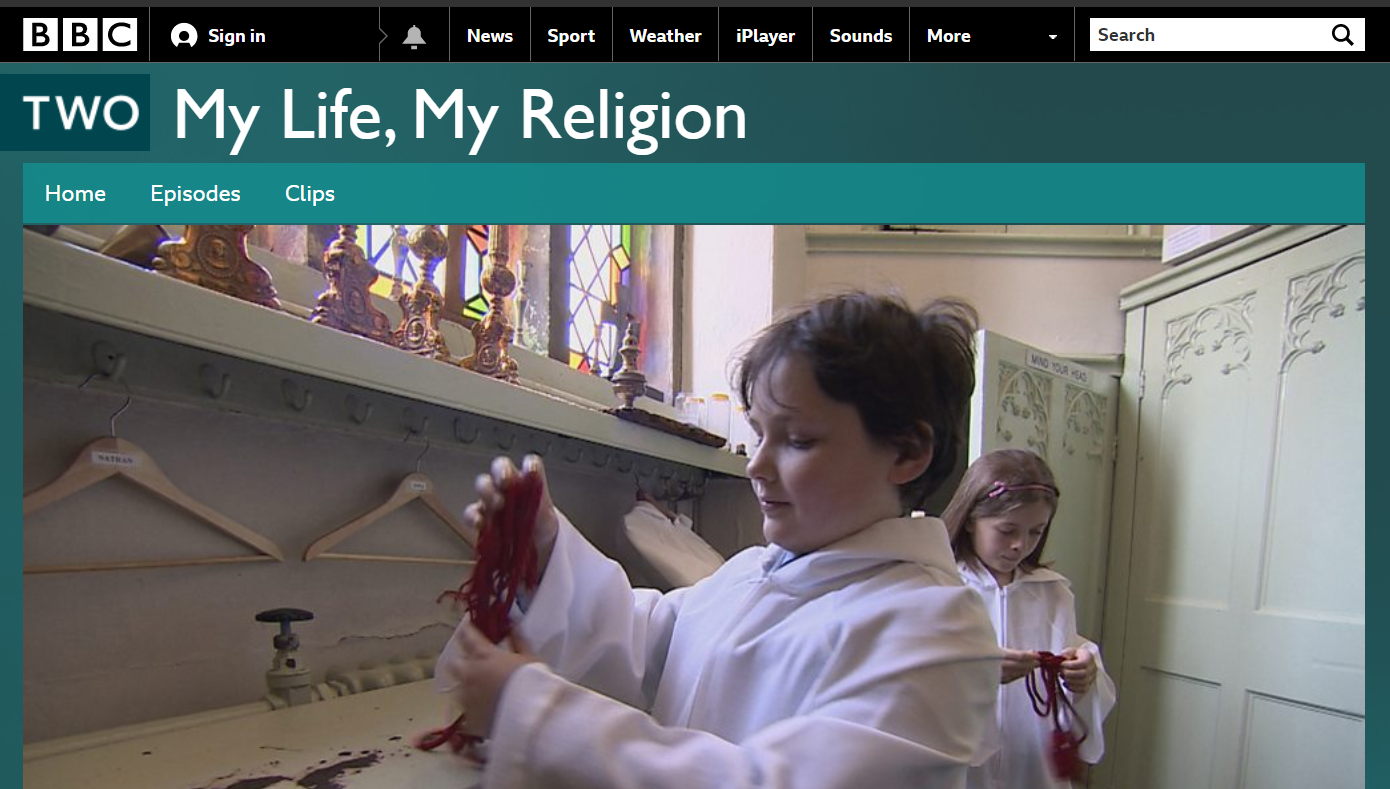 BBC
Sign in
News
Sport
Weather
iPlayer
Sounds
More
Search
TWO
My Life, My Religion
Home
Episodes
Clips
MIND YOUR HEAD
NATHAN